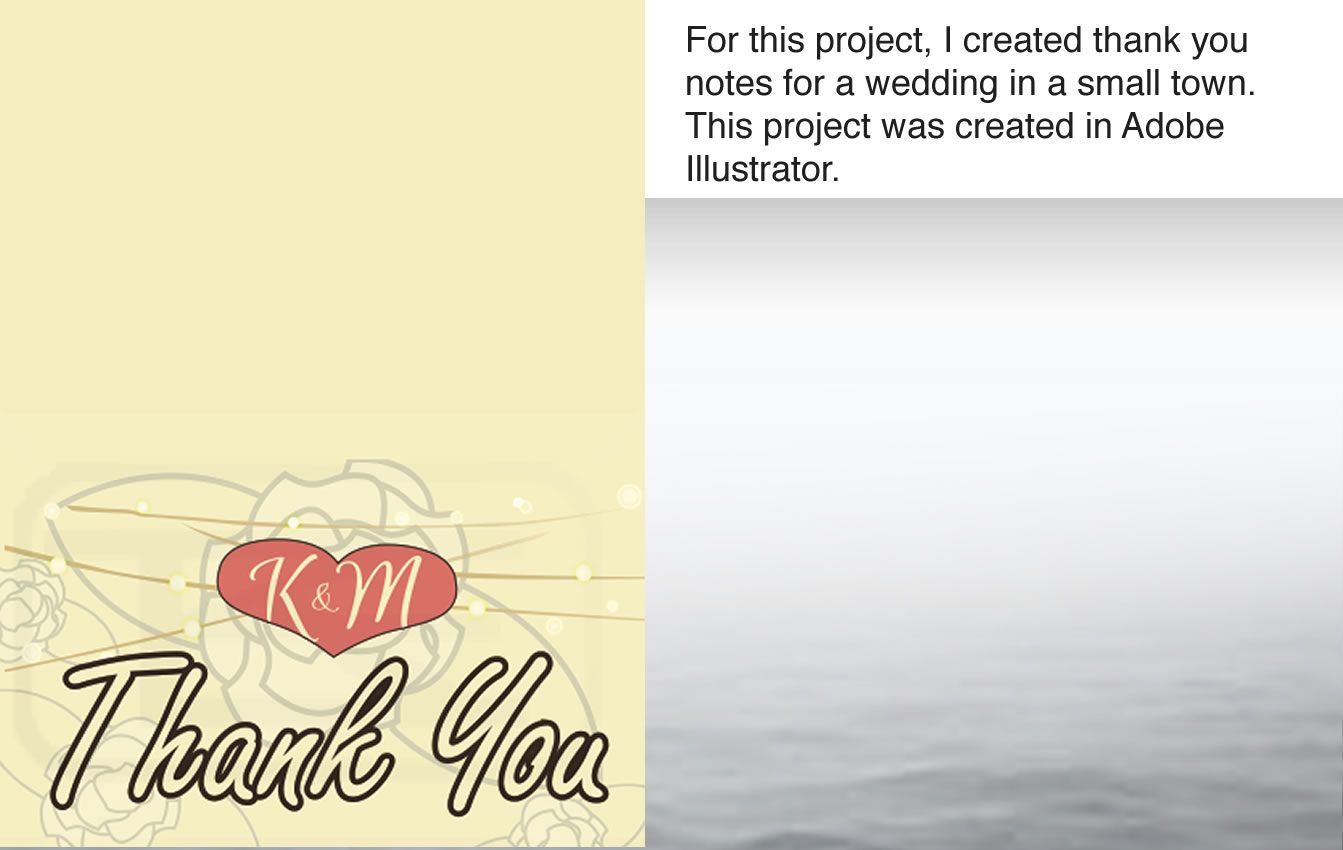 K & M
Thank You
For this project, I created thank you
notes for a wedding in a small town.
This project was created in Adobe
Illustrator.